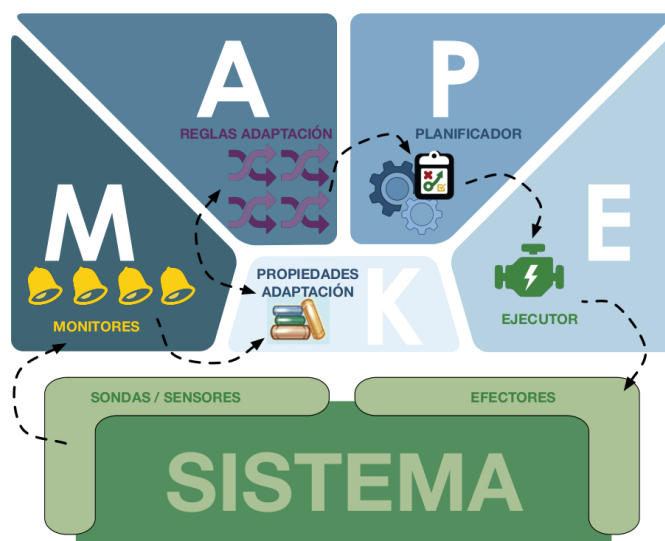 A
P
REGLAS ADAPTACIÓN
PLANIFICADOR
M
E
PROPIEDADES
ADAPTACIÓN
K
MONITORES
EJECUTOR
SONDAS / SENSORES
EFECTORES
SISTEMA